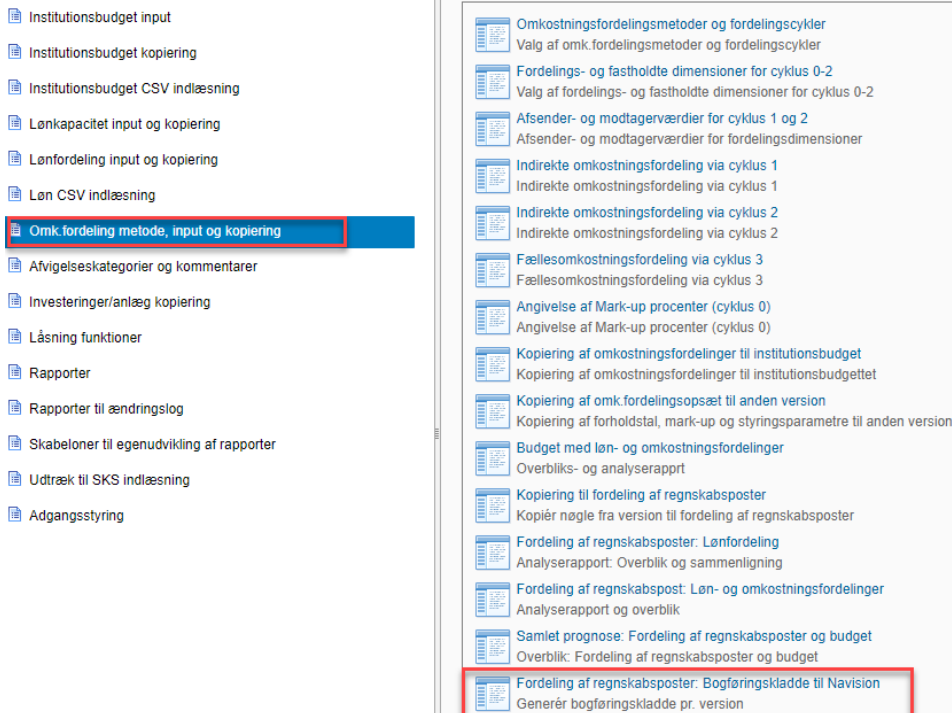 Institutionsbudget input
Institutionsbudget kopiering
Institutionsbudget CSV indlæsning
Lønkapacitet input og kopiering
Lønfordeling input og kopiering
Løn CSV indlæsning
Omk.fordeling metode, input og kopiering
Afvigelseskategorier og kommentarer
Investeringer/anlæg kopiering
Låsning funktioner
Rapporter
Rapporter til ændringslog
Skabeloner til egenudvikling af rapporter
Udtræk til SKS indlæsning
Adgangsstyring
Omkostningsfordelingsmetoder og fordelingscykler
Valg af omk.fordelingsmetoder og fordelingscykler
Fordelings- og fastholdte dimensioner for cyklus 0-2
Valg af fordelings- og fastholdte dimensioner for cyklus 0-2
Afsender- og modtagerværdier for cyklus 1 og 2
Afsender- og modtagerværdier for fordelingsdimensioner
Indirekte omkostningsfordeling via cyklus 1
Indirekte omkostningsfordeling via cyklus 1
Indirekte omkostningsfordeling via cyklus 2
Indirekte omkostningsfordeling via cyklus 2
Fællesomkostningsfordeling via cyklus 3
Fællesomkostningsfordeling via cyklus 3
Angivelse af Mark-up procenter (cyklus 0)
Angivelse af Mark-up procenter (cyklus 0)
Kopiering af omkostningsfordelinger til institutionsbudget
Kopiering af omkostningsfordelinger til institutionsbudgettet
Kopiering af omk.fordelingsopsæt til anden version
Kopiering af forholdstal, mark-up og styringsparametre til anden version
Budget med løn- og omkostningsfordelinger
Overbliks- og analyserapprt
Kopiering til fordeling af regnskabsposter
Kopiér nøgle fra version til fordeling af regnskabsposter
Fordeling af regnskabsposter: Lønfordeling
Analyserapport: Overblik og sammenligning
Fordeling af regnskabspost: Løn- og omkostningsfordelinger
Analyserapport og overblik
Samlet prognose: Fordeling af regnskabsposter og budget
Overblik: Fordeling af regnskabsposter og budget
Fordeling af regnskabsposter: Bogføringskladde til Navision
Generér bogføringskladde pr. version